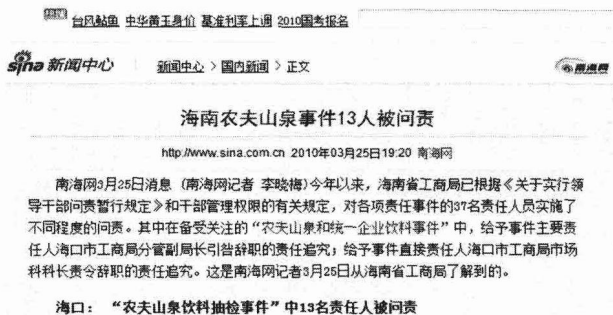 台风鲇鱼 中华黄王身价 基准利率上调 2010国考报名
sina 新闻中心 新闻中心 > 国内新闻 > 正文 南海网
海南农夫山泉事件13人被问责
http://www.sina.com.cn 2010年03月25日19:20 南海网
南海网3月25日消息 (南海网记者 李晓梅)今年以来，海南省工商局已根据《关于实行领
导干部问责暂行规定》和干部管理权限的有关规定，对各项责任事件的37名责任人员实施了
不同程度的问责。其中在备受关注的“农夫山泉和统一企业饮料事件”中，给予事件主要责
任人海口市工商局分管副局长引咎辞职的责任追究；给予事件直接责任人海口市工商局市场
科科长责令辞职的责任追究。这是南海网记者3月25日从海南省工商局了解到的。
海口： “农夫山泉饮料抽检事件”中13名责任人被问责